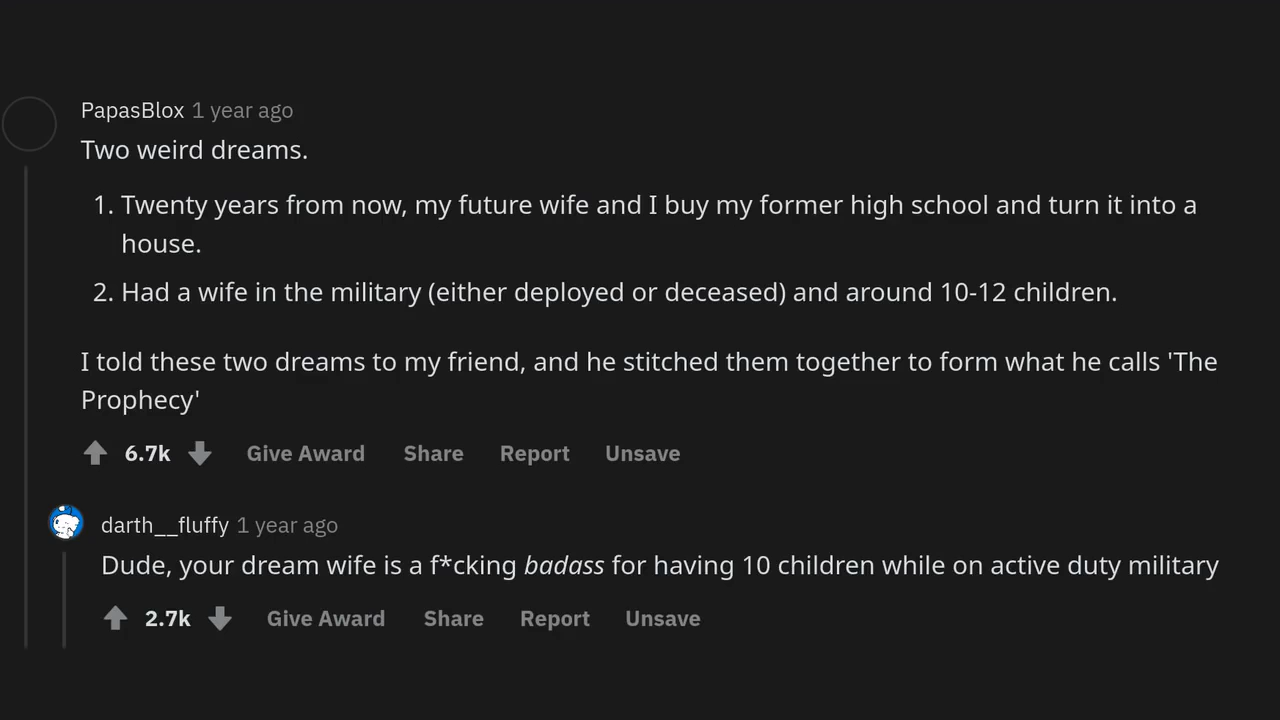 PapasBlox 1 year ago
Two weird dreams.
1. Twenty years from now, my future wife and I buy my former high school and turn it into a
house.
2. Had a wife in the military (either deployed or deceased) and around 10-12 children.
I told these two dreams to my friend, and he stitched them together to form what he calls 'The
Prophecy'
6.7k Give Award Share Report Unsave
darth__fluffy 1 year ago
Dude, your dream wife is a f*cking badass for having 10 children while on active duty military
2.7k Give Award Share Report Unsave